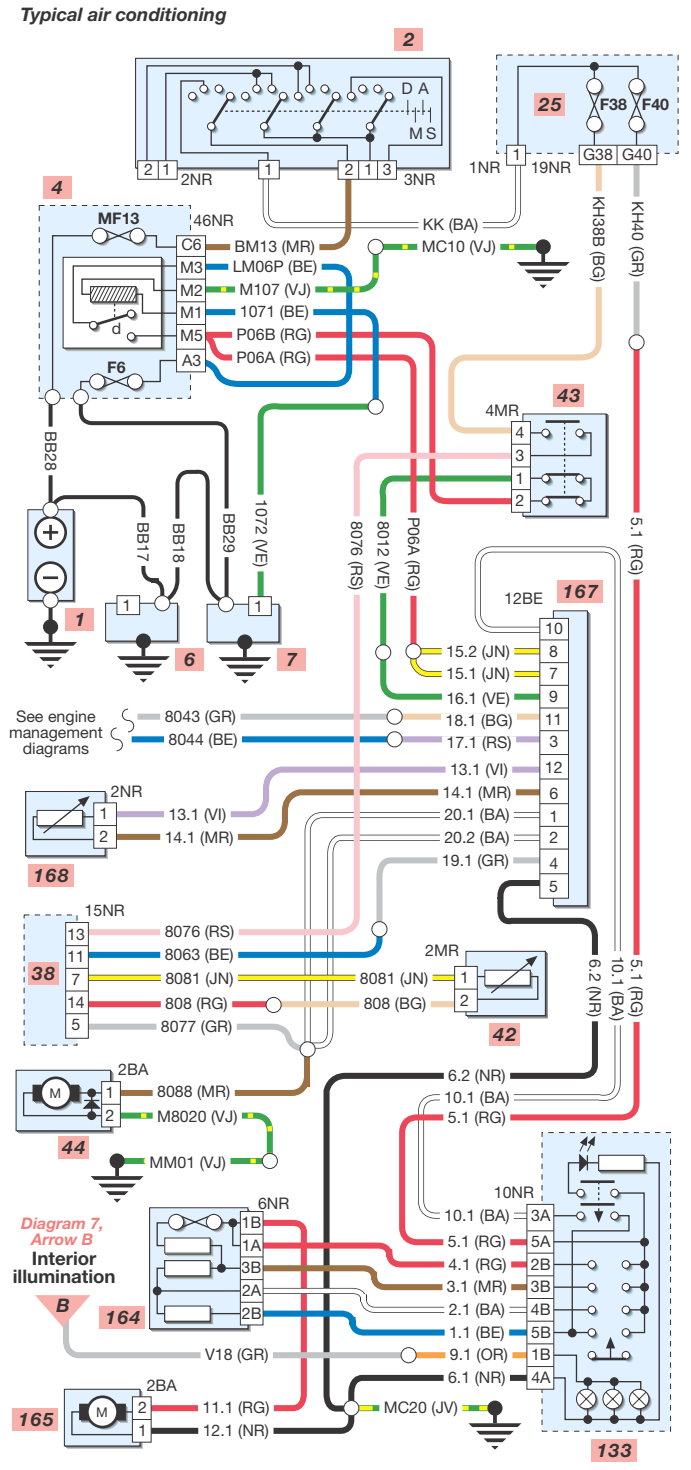 Typical air conditioning
2
D A
M S
2 1
2NR
1
2 1 3
3NR
25
F38
F40
1
1NR
19NR
G38
G40
KK (BA)
KH38B (BG)
KH40 (GR)
4
46NR
MF13
C6
M3
M2
M1
M5
A3
d
F6
BM13 (MR)
LM06P (BE)
M107 (VJ)
1071 (BE)
P06B (RG)
P06A (RG)
MC10 (VJ)
43
4MR
4
3
1
2
BB28
BB17
BB18
BB29
1072 (VE)
8076 (RS)
8012 (VE)
P06A (RG)
5.1 (RG)
+
−
1
1
6
1
7
12BE
167
10
8
7
9
11
3
12
6
1
2
4
5
15.2 (JN)
15.1 (JN)
16.1 (VE)
18.1 (BG)
17.1 (RS)
13.1 (VI)
14.1 (MR)
20.1 (BA)
20.2 (BA)
19.1 (GR)
See engine
management
diagrams
8043 (GR)
8044 (BE)
2NR
1
2
13.1 (VI)
14.1 (MR)
168
15NR
13
11
7
14
5
38
8076 (RS)
8063 (BE)
8081 (JN)
8081 (JN)
808 (RG)
808 (BG)
8077 (GR)
2MR
1
2
42
6.2 (NR)
10.1 (BA)
5.1 (RG)
2BA
M
1
2
44
8088 (MR)
M8020 (VJ)
MM01 (VJ)
6.2 (NR)
10.1 (BA)
5.1 (RG)
10NR
3A
5A
2B
3B
4B
5B
1B
4A
10.1 (BA)
5.1 (RG)
4.1 (RG)
3.1 (MR)
2.1 (BA)
1.1 (BE)
9.1 (OR)
6.1 (NR)
133
6NR
1B
1A
3B
2A
2B
164
Diagram 7,
Arrow B
Interior
illumination
B
V18 (GR)
2BA
165
M
2
1
11.1 (RG)
12.1 (NR)
MC20 (JV)